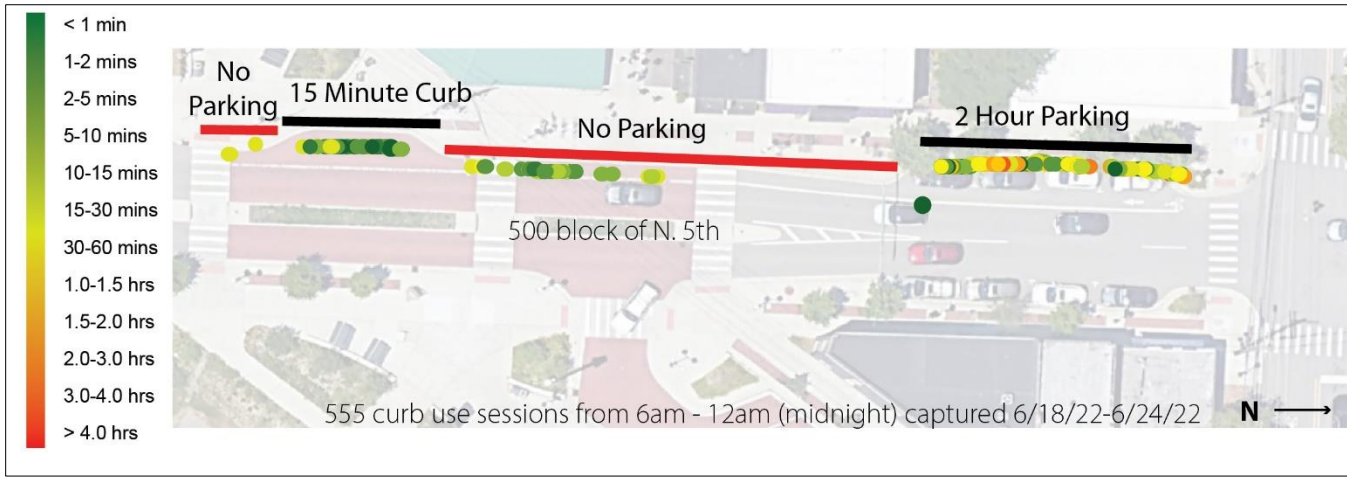 < 1 min
1-2 mins
2-5 mins
5-10 mins
10-15 mins
15-30 mins
30-60 mins
1.0-1.5 hrs
1.5-2.0 hrs
2.0-3.0 hrs
3.0-4.0 hrs
> 4.0 hrs
No
Parking
15 Minute Curb
No Parking
2 Hour Parking
500 block of N. 5th
555 curb use sessions from 6am - 12am (midnight) captured 6/18/22-6/24/22
N